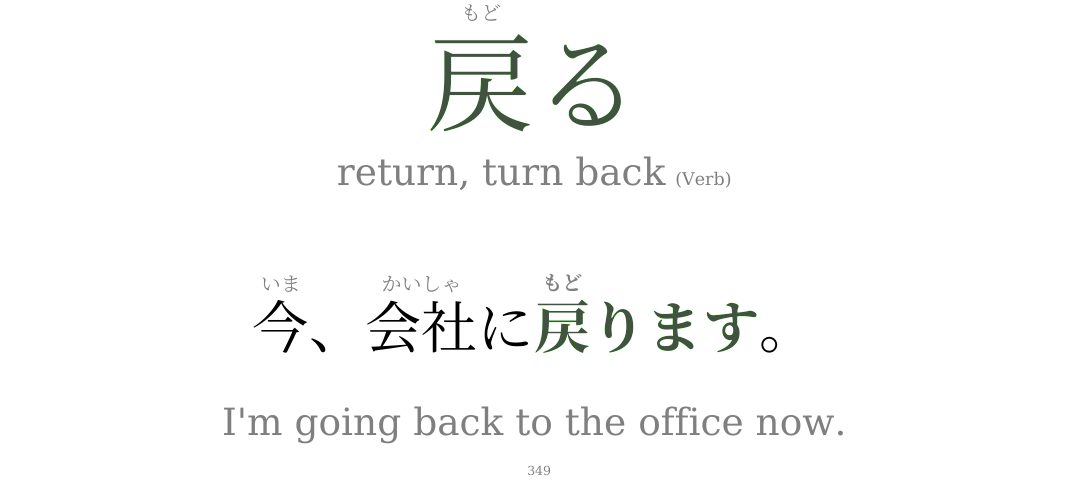 もど
戻る
return, turn back (Verb)
いま かいしゃ もど
今、会社に戻ります。
I'm going back to the office now.
349